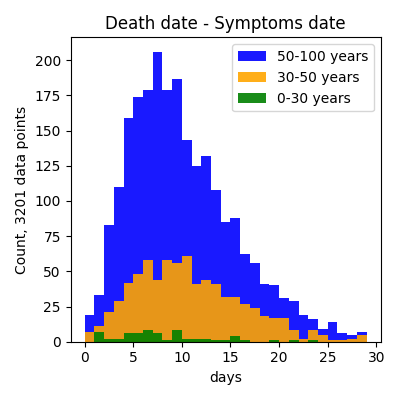 Death date - Symptoms date
50-100 years
30-50 years
0-30 years
Count, 3201 data points
200
175
150
125
100
75
50
25
0
0 5 10 15 20 25 30
days